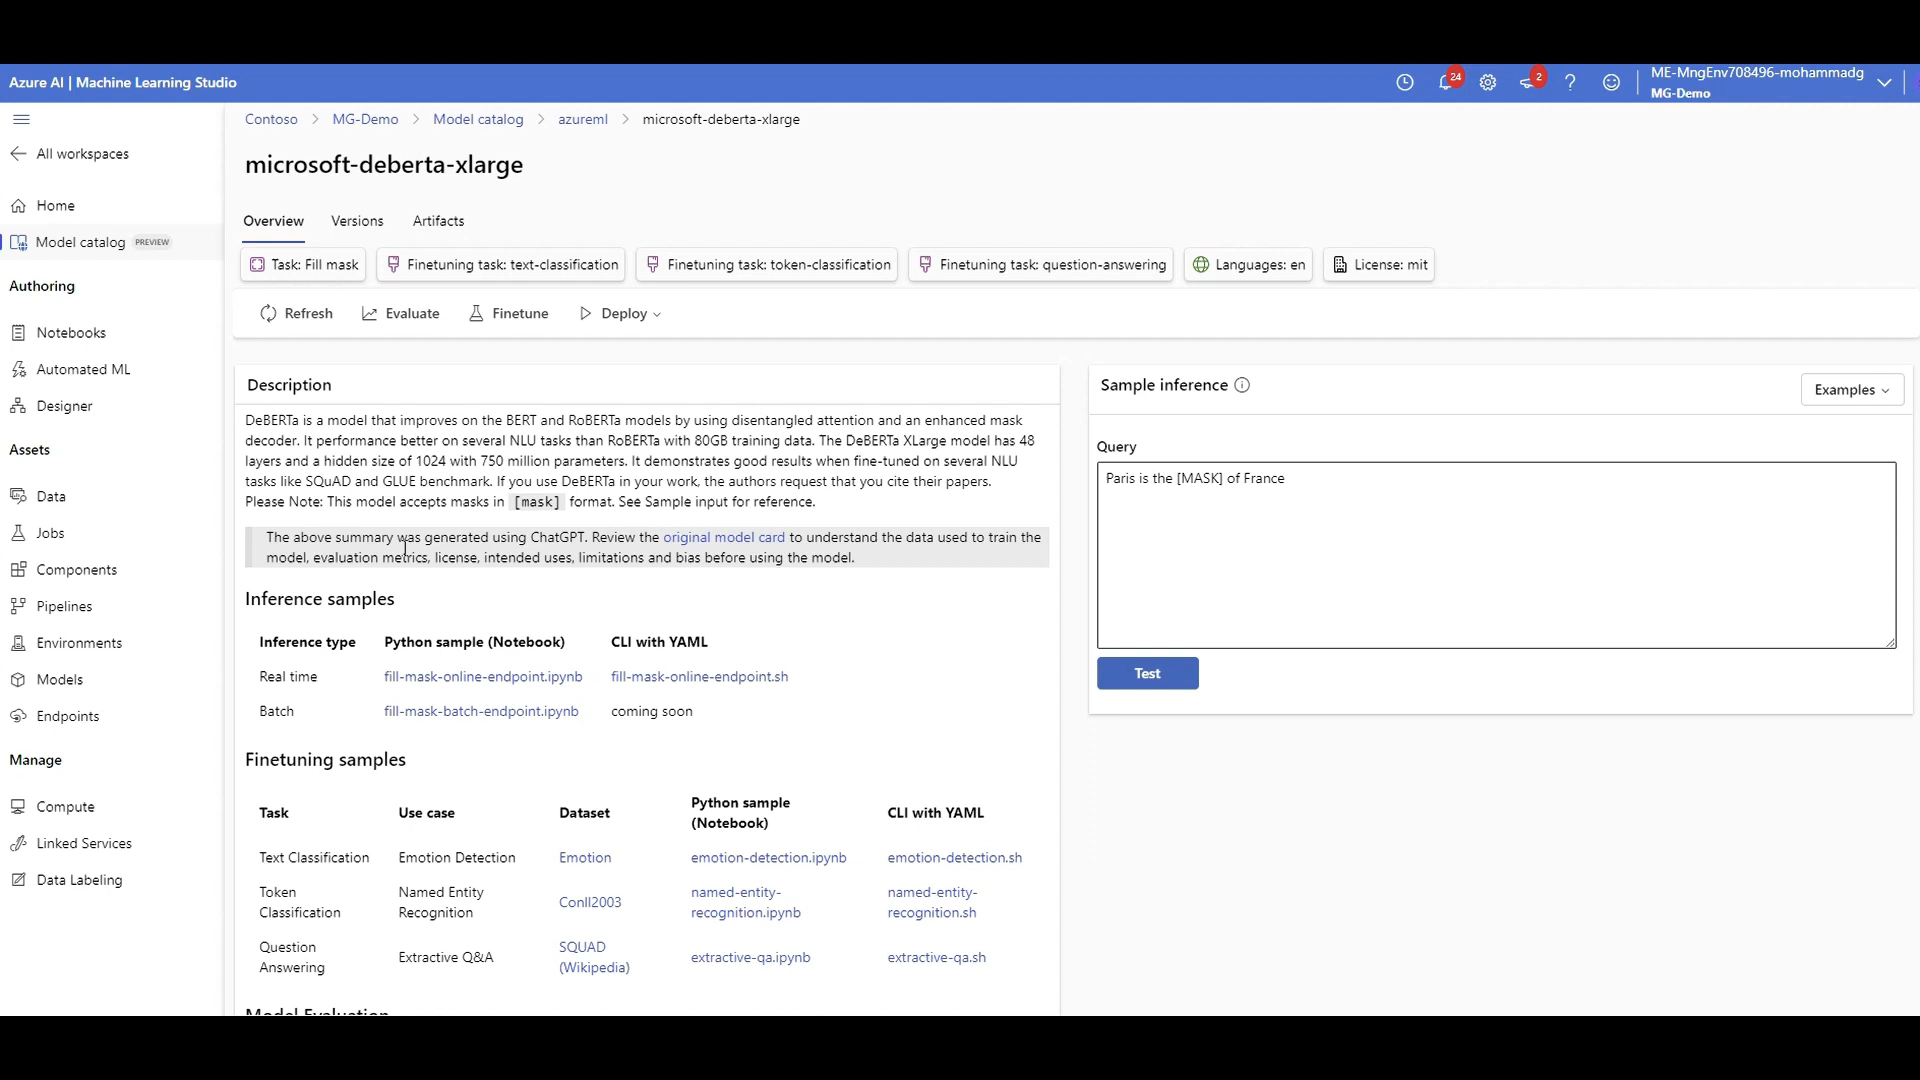 Azure AI | Machine Learning Studio
24
2
ME-MngEnv708496-mohammadg
MG-Demo
All workspaces
Home
Model catalog PREVIEW
Authoring
Notebooks
Automated ML
Designer
Assets
Data
Jobs
Components
Pipelines
Environments
Models
Endpoints
Manage
Compute
Linked Services
Data Labeling
Contoso > MG-Demo > Model catalog > azureml > microsoft-deberta-xlarge
microsoft-deberta-xlarge
Overview Versions Artifacts
Task: Fill mask Finetuning task: text-classification Finetuning task: token-classification Finetuning task: question-answering Languages: en License: mit
Refresh Evaluate Finetune Deploy
Description
DeBERTa is a model that improves on the BERT and RoBERTa models by using disentangled attention and an enhanced mask
decoder. It performance better on several NLU tasks than RoBERTa with 80GB training data. The DeBERTa XLarge model has 48
layers and a hidden size of 1024 with 750 million parameters. It demonstrates good results when fine-tuned on several NLU
tasks like SQuAD and GLUE benchmark. If you use DeBERTa in your work, the authors request that you cite their papers.
Please Note: This model accepts masks in [mask] format. See Sample input for reference.
The above summary was generated using ChatGPT. Review the original model card to understand the data used to train the
model, evaluation metrics, license, intended uses, limitations and bias before using the model.
Inference samples
Inference type Python sample (Notebook) CLI with YAML
Real time fill-mask-online-endpoint.ipynb fill-mask-online-endpoint.sh
Batch fill-mask-batch-endpoint.ipynb coming soon
Finetuning samples
Task Use case Dataset Python sample (Notebook) CLI with YAML
Text Classification Emotion Detection Emotion emotion-detection.ipynb emotion-detection.sh
Token Classification Named Entity Recognition Conll2003 named-entity-recognition.ipynb named-entity-recognition.sh
Question Answering Extractive Q&A SQUAD (Wikipedia) extractive-qa.ipynb extractive-qa.sh
Model Evaluation
Sample inference
Examples
Query
Paris is the [MASK] of France
Test